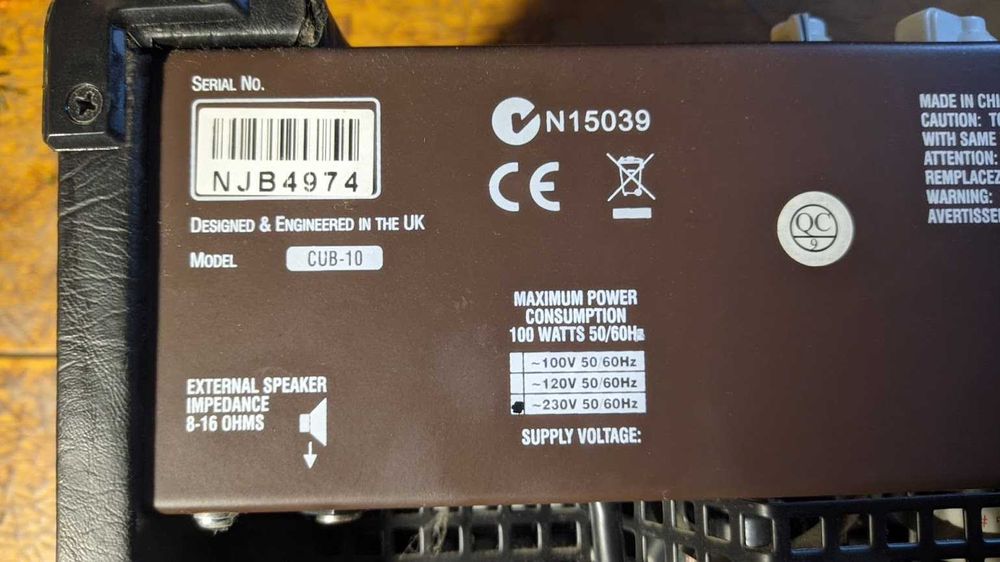 SERIAL NO.
NJB4974
DESIGNED & ENGINEERED IN THE UK
MODEL CUB-10
EXTERNAL SPEAKER
IMPEDANCE
8-16 OHMS
N15039
CE
MAXIMUM POWER
CONSUMPTION
100 WATTS 50/60Hz
~100V 50/60Hz
~120V 50/60Hz
~230V 50/60Hz
SUPPLY VOLTAGE:
QC
9
MADE IN
CAUTION:
WITH SAME
ATTENTION:
WARNING: